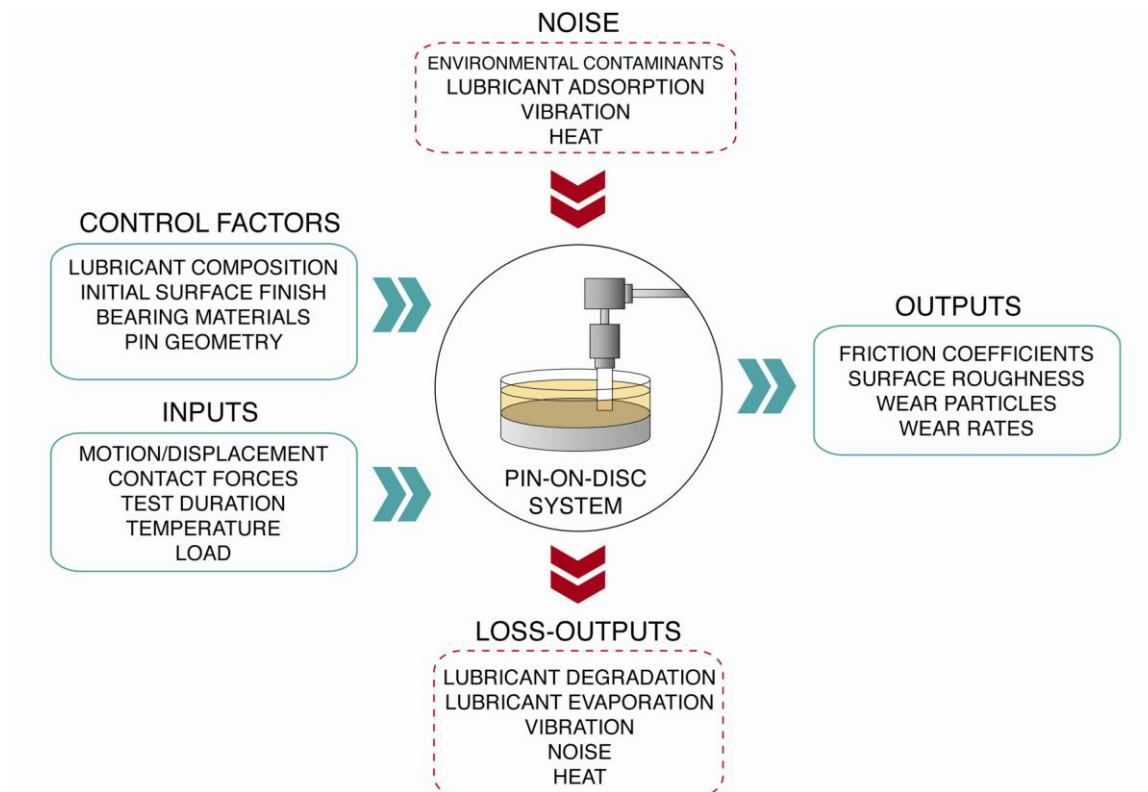 NOISE
ENVIRONMENTAL CONTAMINANTS
LUBRICANT ADSORPTION
VIBRATION
HEAT
CONTROL FACTORS
LUBRICANT COMPOSITION
INITIAL SURFACE FINISH
BEARING MATERIALS
PIN GEOMETRY
INPUTS
MOTION/DISPLACEMENT
CONTACT FORCES
TEST DURATION
TEMPERATURE
LOAD
PIN-ON-DISC
SYSTEM
OUTPUTS
FRICTION COEFFICIENTS
SURFACE ROUGHNESS
WEAR PARTICLES
WEAR RATES
LOSS-OUTPUTS
LUBRICANT DEGRADATION
LUBRICANT EVAPORATION
VIBRATION
NOISE
HEAT